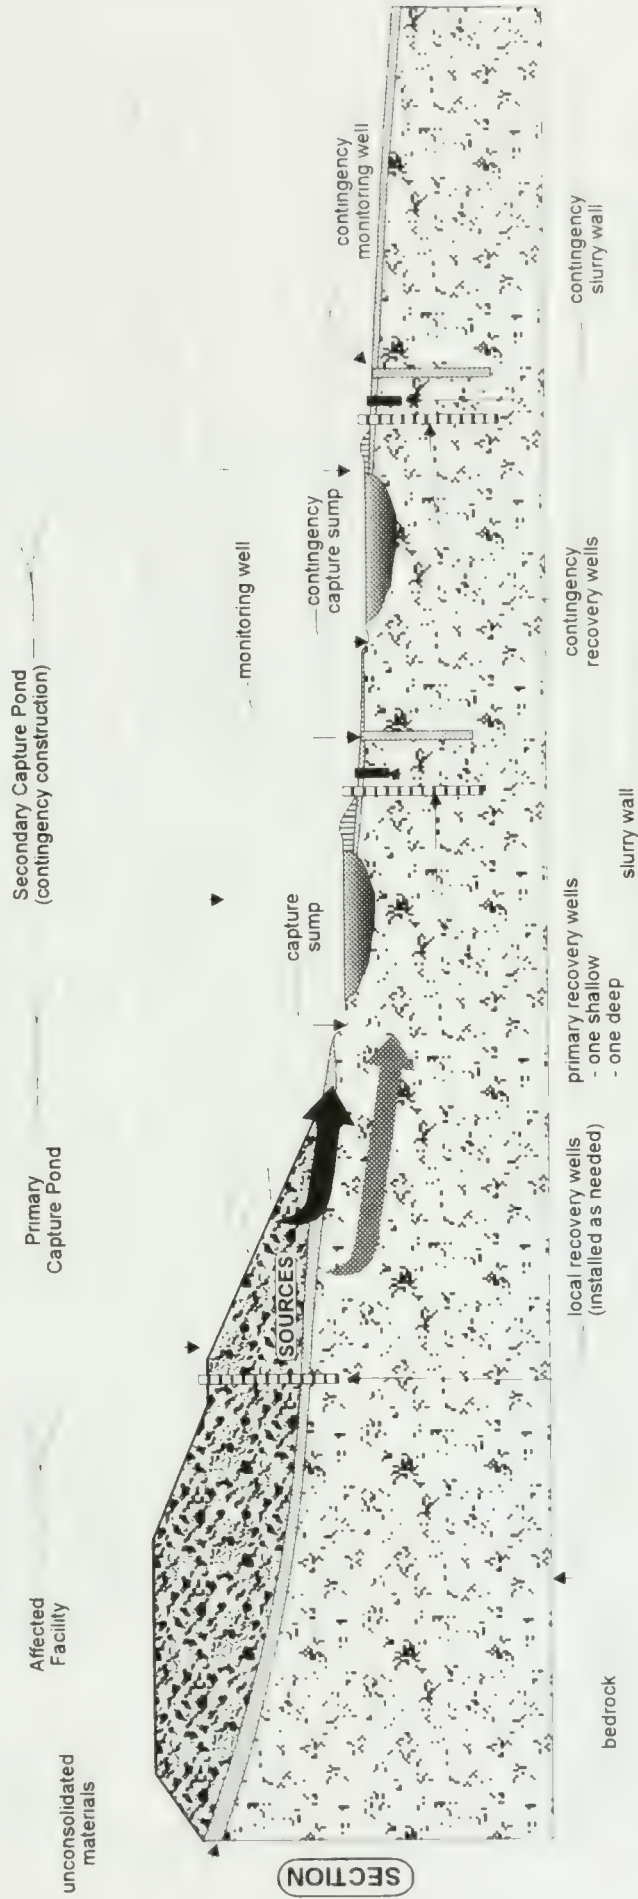 unconsolidated
materials
Affected
Facility
Primary
Capture Pond
Secondary Capture Pond
(contingency construction)
monitoring well
capture
sump
contingency
capture sump
contingency
monitoring well
SOURCES
SECTION
bedrock
local recovery wells
(installed as needed)
primary recovery wells
- one shallow
- one deep
slurry wall
contingency
recovery wells
contingency
slurry wall